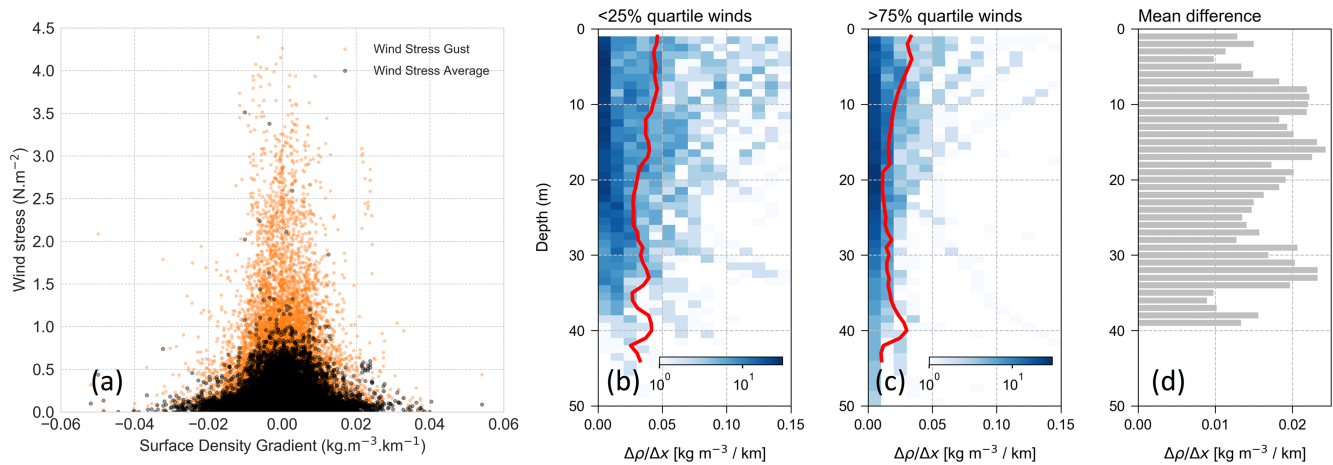 4.5
4.0
3.5
3.0
2.5
2.0
1.5
1.0
0.5
0.0
Wind stress (N.m⁻²)
Wind Stress Gust
Wind Stress Average
(a)
−0.06 −0.04 −0.02 0.00 0.02 0.04 0.06
Surface Density Gradient (kg.m⁻³.km⁻¹)
<25% quartile winds
0
10
20
30
40
50
Depth (m)
(b)
10⁰ 10¹
0.00 0.05 0.10 0.15
Δρ/Δx [kg m⁻³ / km]
>75% quartile winds
0
10
20
30
40
50
(c)
10⁰ 10¹
0.00 0.05 0.10 0.15
Δρ/Δx [kg m⁻³ / km]
Mean difference
0
10
20
30
40
50
(d)
0.00 0.01 0.02
Δρ/Δx [kg m⁻³ / km]